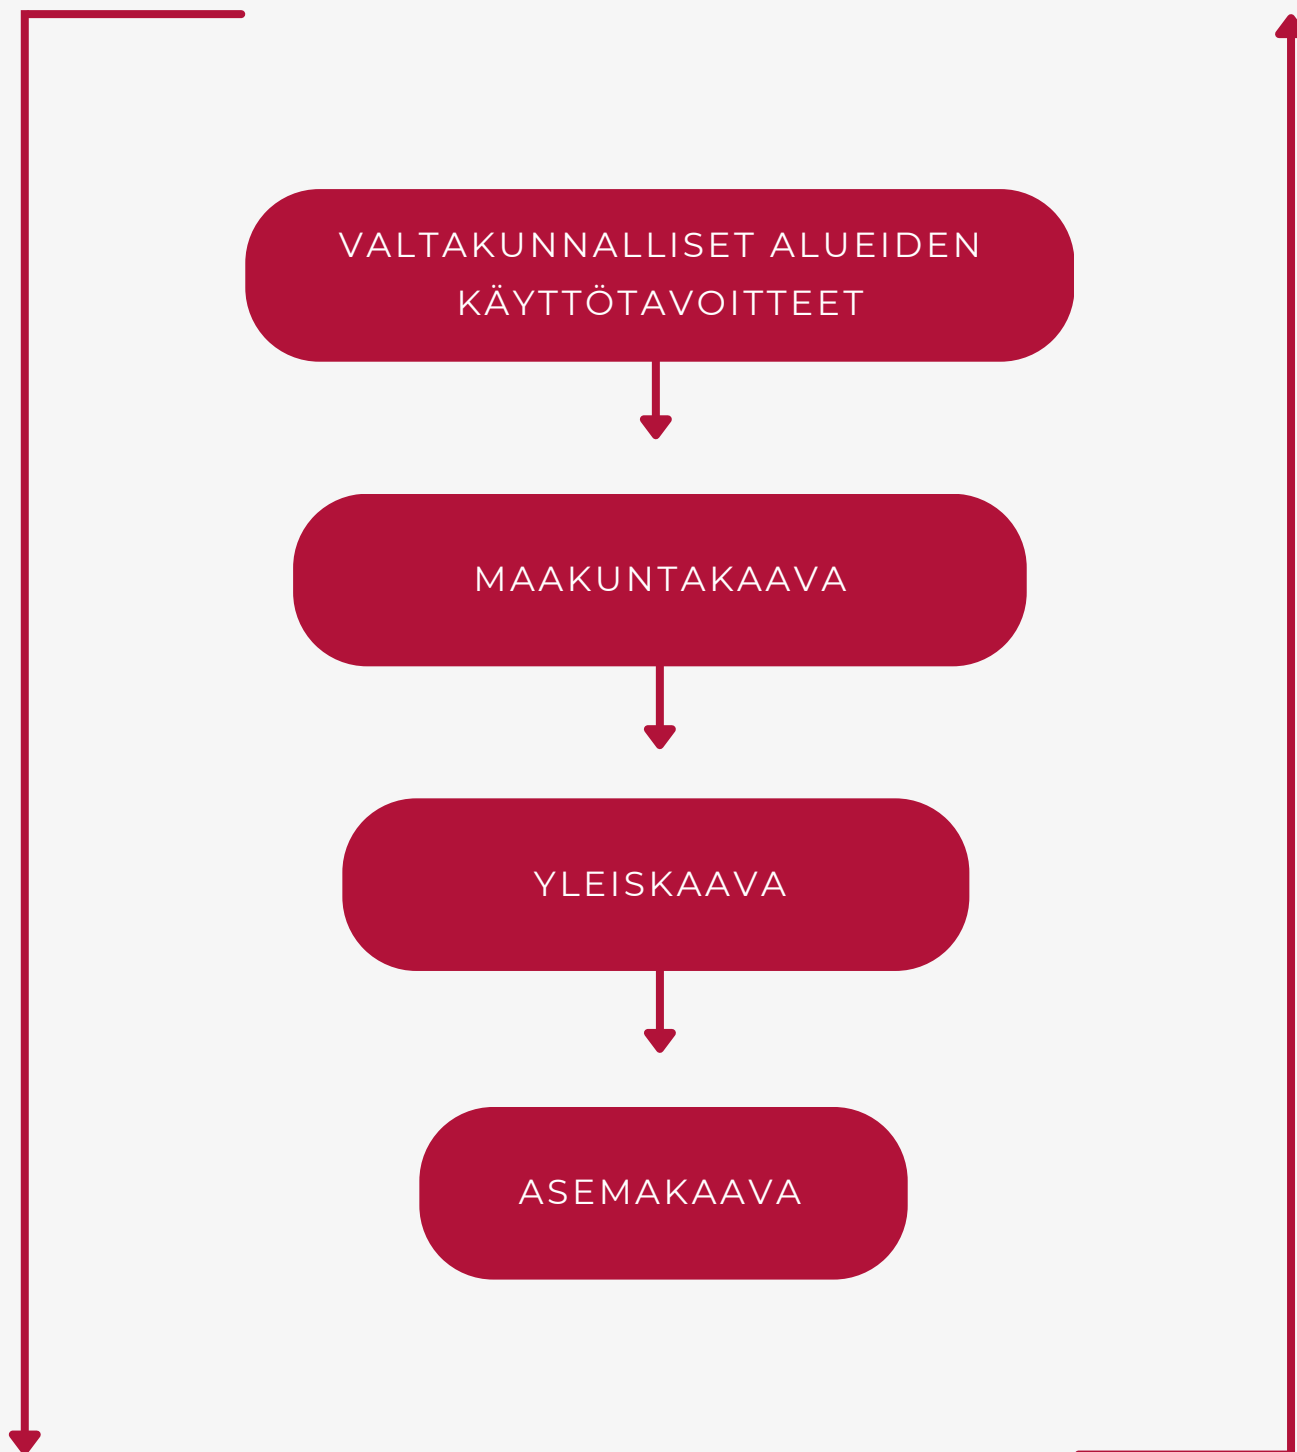 VALTAKUNNALLISET ALUEIDEN
KÄYTTÖTAVOITTEET
MAAKUNTAKAAVA
YLEISKAAVA
ASEMAKAAVA